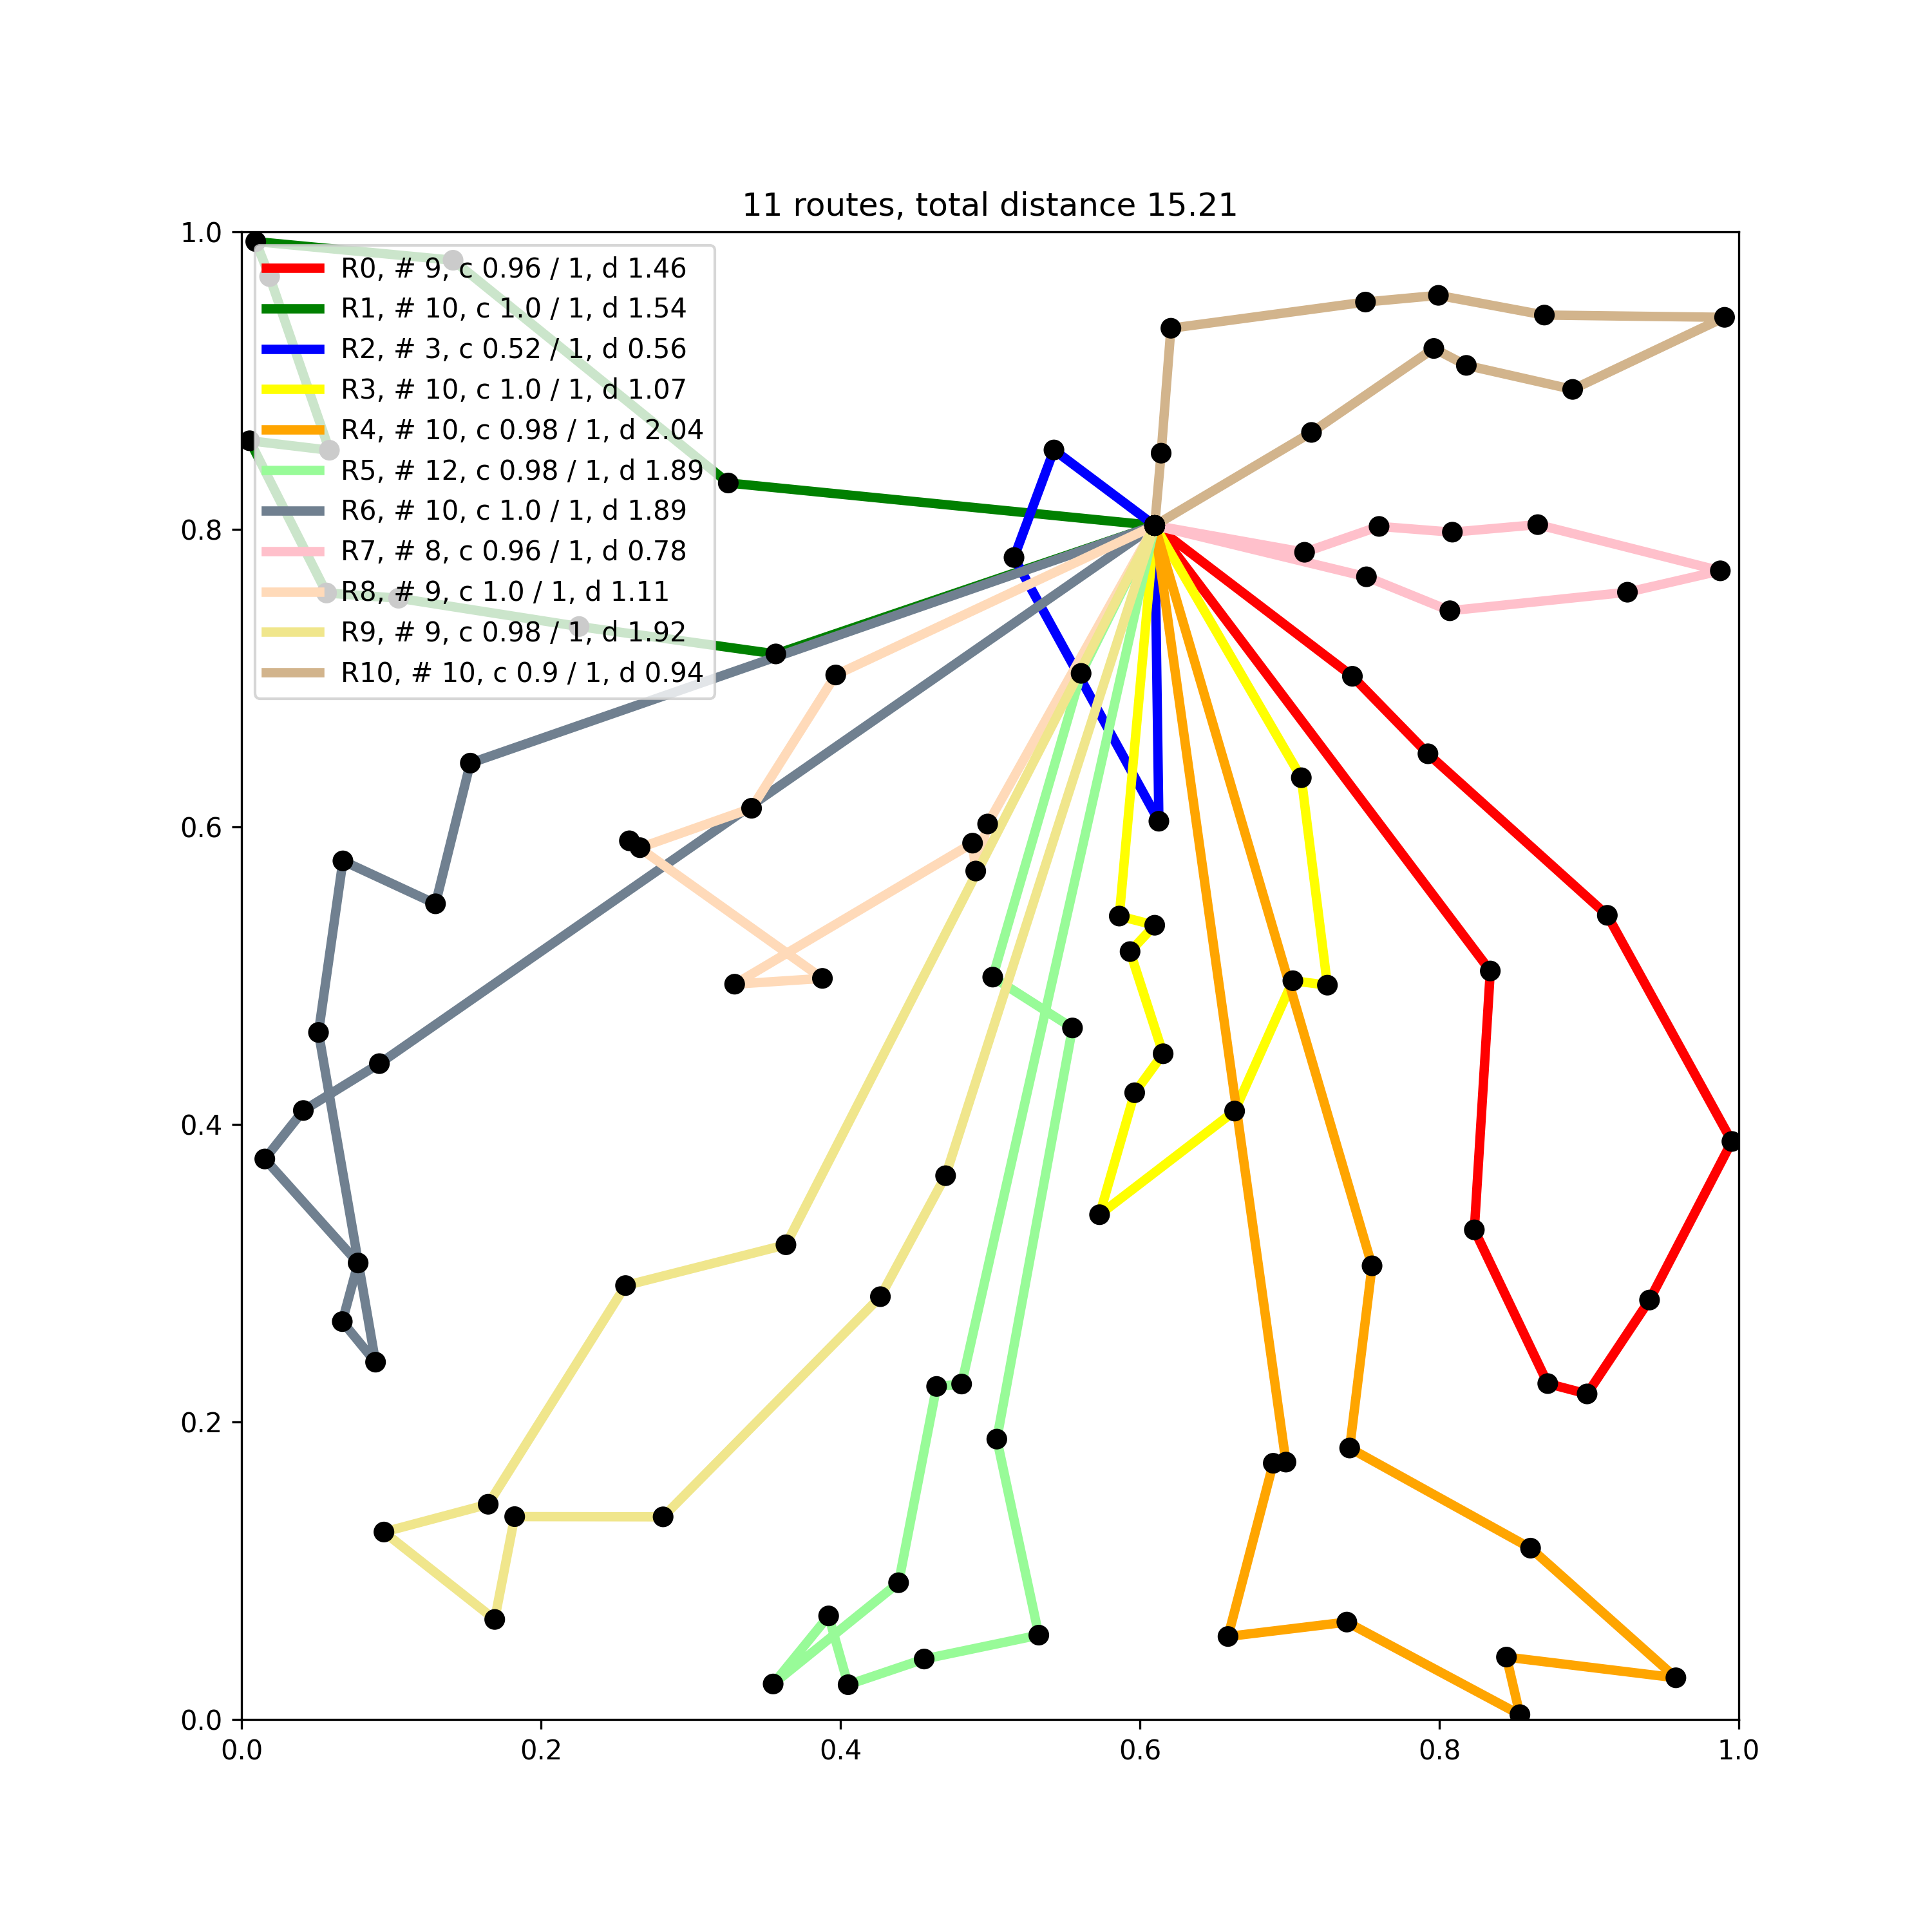 11 routes, total distance 15.21
1.0
R0, # 9, c 0.96 / 1, d 1.46
R1, # 10, c 1.0 / 1, d 1.54
R2, # 3, c 0.52 / 1, d 0.56
R3, # 10, c 1.0 / 1, d 1.07
R4, # 10, c 0.98 / 1, d 2.04
R5, # 12, c 0.98 / 1, d 1.89
R6, # 10, c 1.0 / 1, d 1.89
R7, # 8, c 0.96 / 1, d 0.78
R8, # 9, c 1.0 / 1, d 1.11
R9, # 9, c 0.98 / 1, d 1.92
R10, # 10, c 0.9 / 1, d 0.94
0.8
0.6
0.4
0.2
0.0
0.0 0.2 0.4 0.6 0.8 1.0